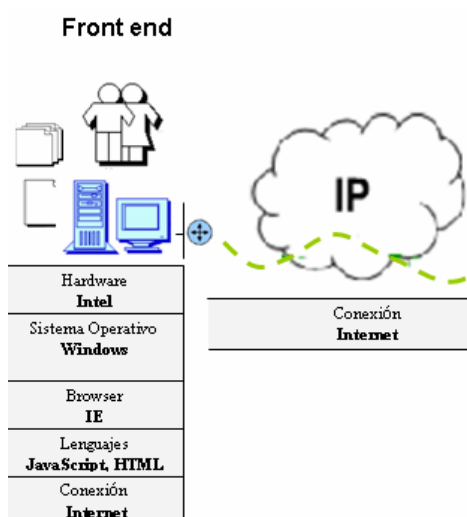 Front end
IP
Hardware
Intel
Sistema Operativo
Windows
Browser
IE
Lenguajes
JavaScript, HTML
Conexión
Internet
Conexión
Internet